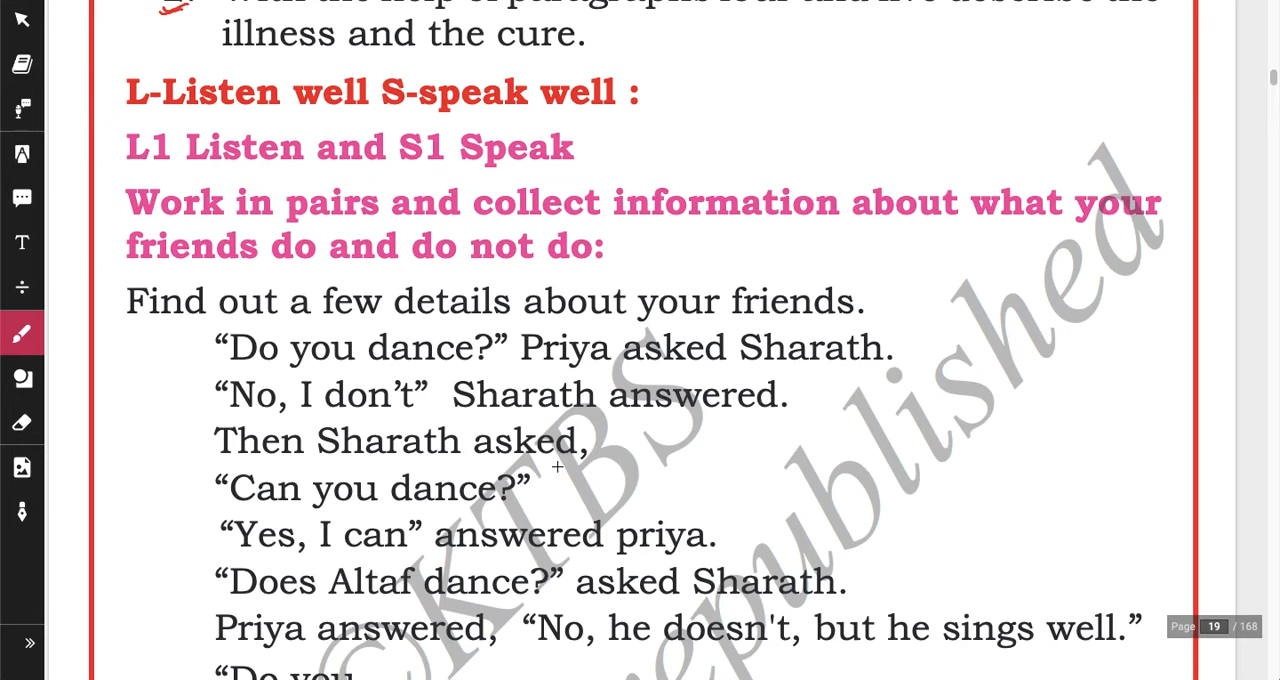 illness and the cure.
L-Listen well S-speak well :
L1 Listen and S1 Speak
Work in pairs and collect information about what your
friends do and do not do:
Find out a few details about your friends.
“Do you dance?” Priya asked Sharath.
“No, I don’t”  Sharath answered.
Then Sharath asked,
“Can you dance?”
“Yes, I can” answered priya.
“Does Altaf dance?” asked Sharath.
Priya answered,  “No, he doesn't, but he sings well.”
“Do you
©KTBS
republished
Page 19 / 168